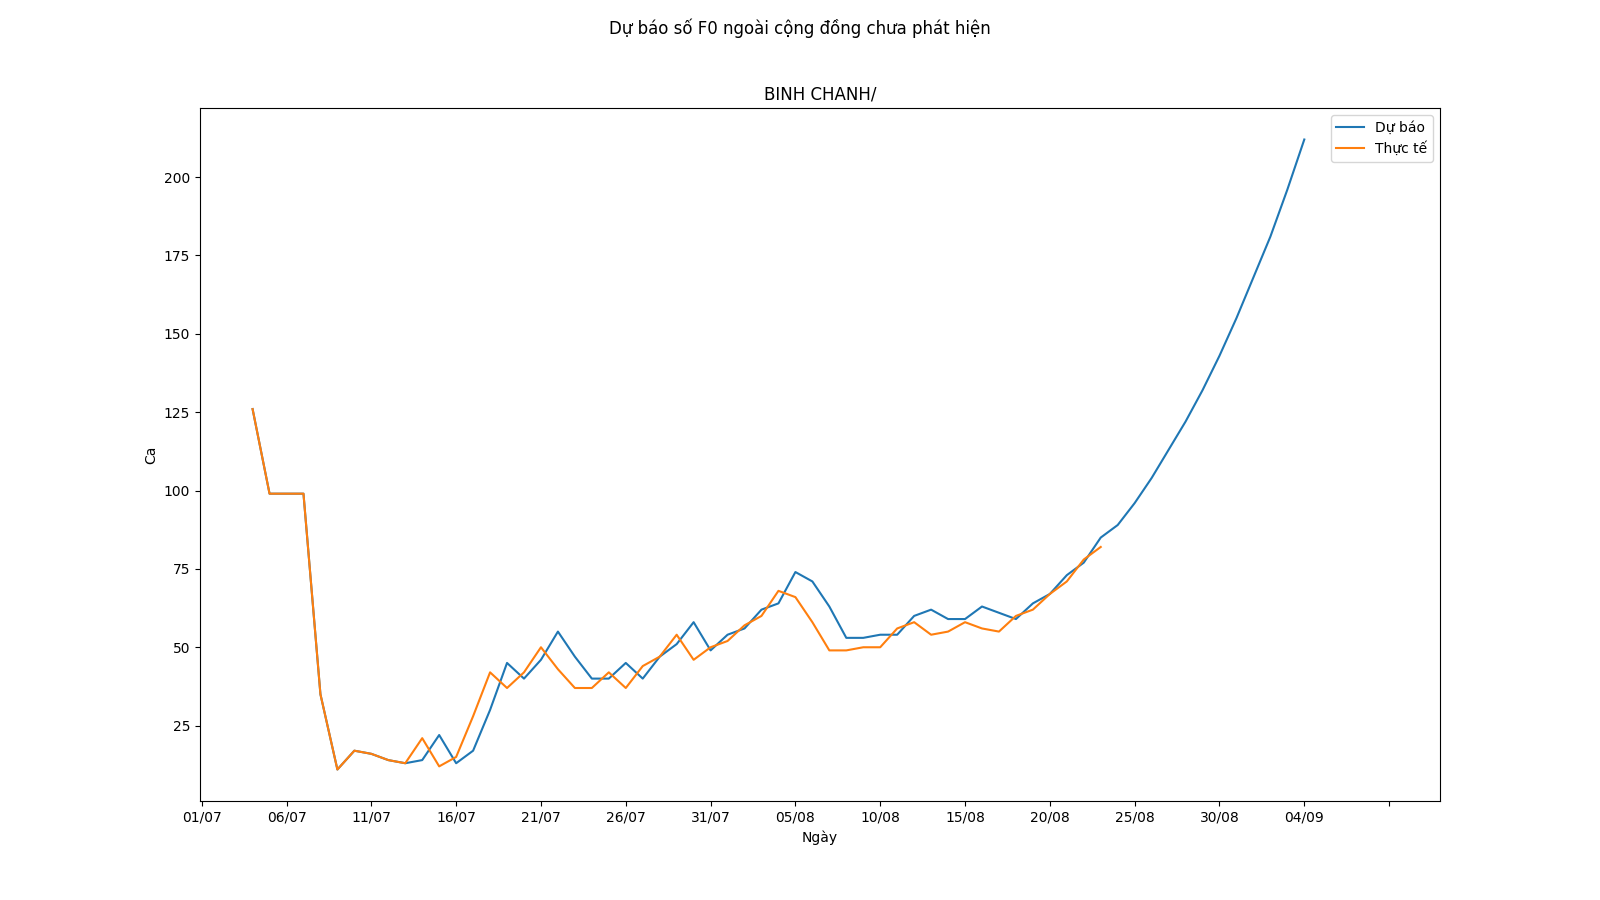 Dự báo số F0 ngoài cộng đồng chưa phát hiện
BINH CHANH/
Dự báo
Thực tế
200
175
150
125
100
75
50
25
Ca
01/07 06/07 11/07 16/07 21/07 26/07 31/07 05/08 10/08 15/08 20/08 25/08 30/08 04/09
Ngày